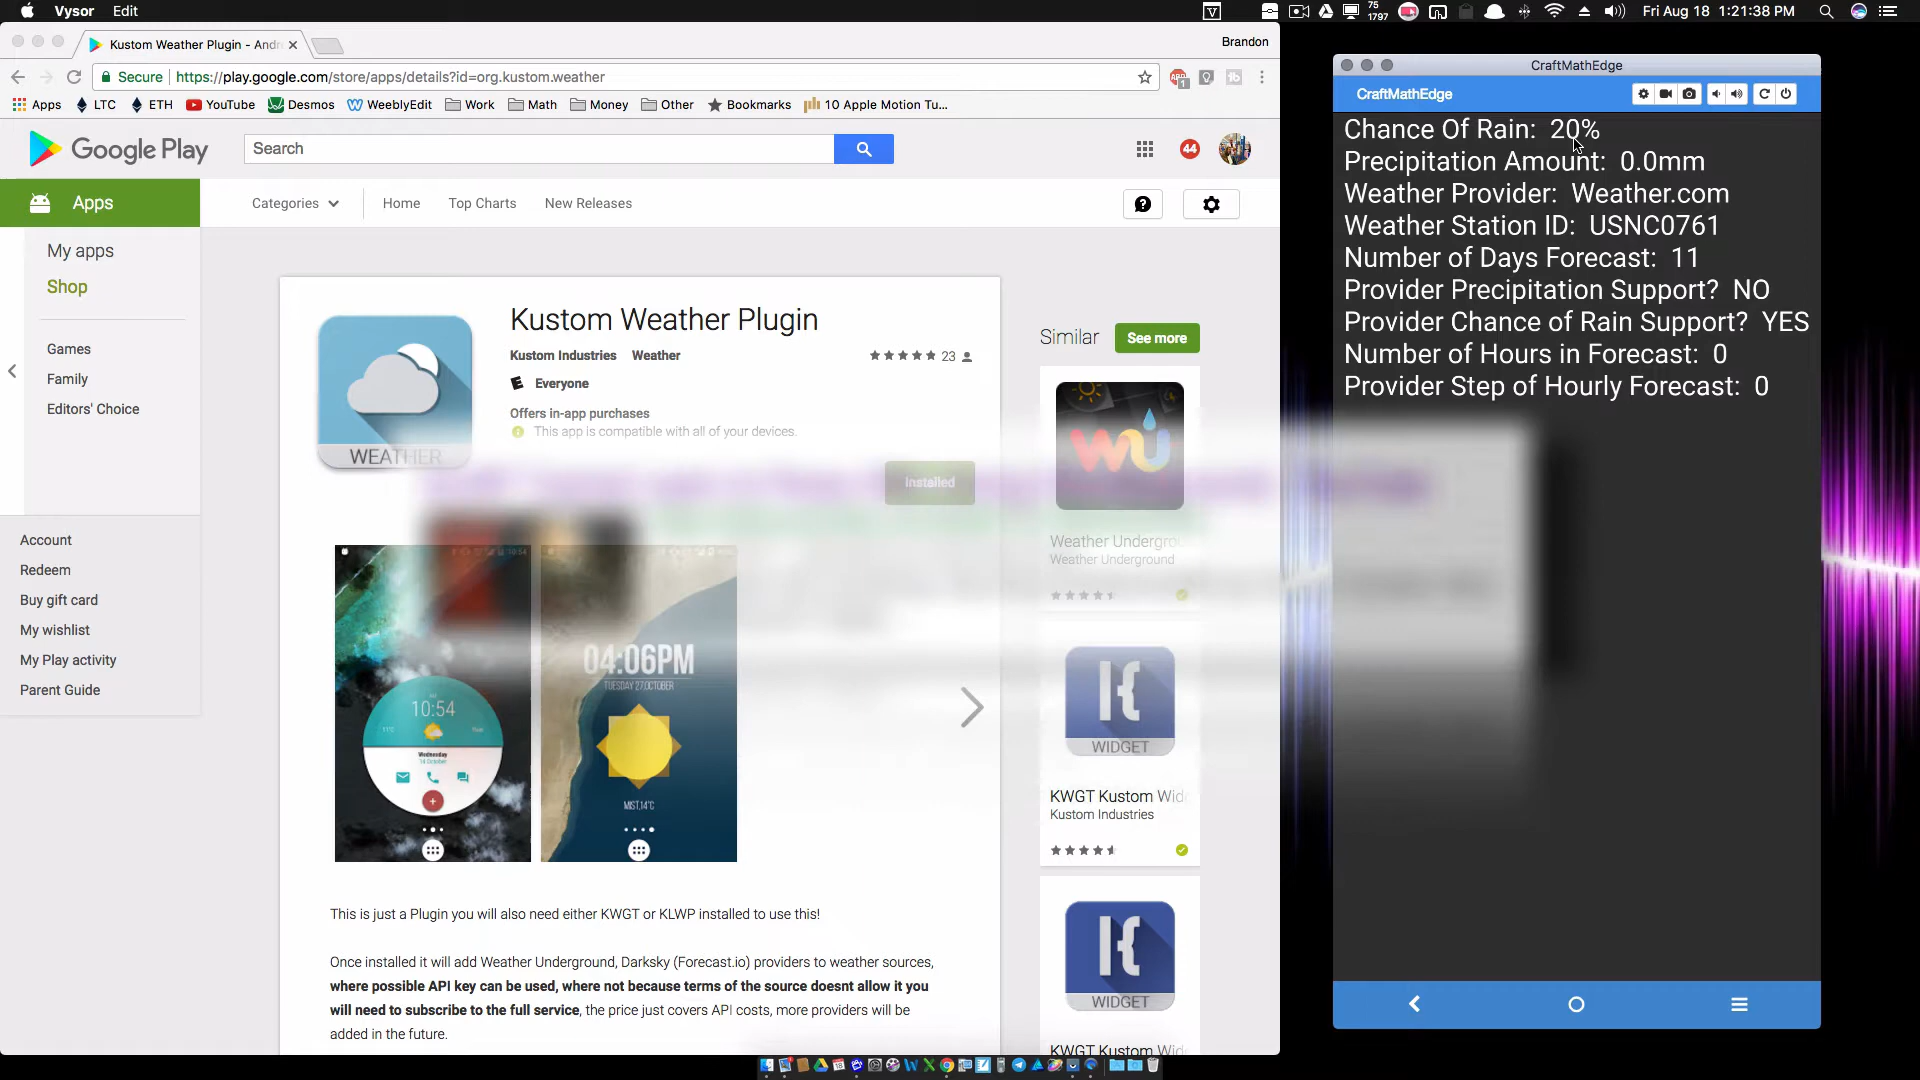 Vysor Edit
75
1797
Fri Aug 18 1:21:38 PM
Kustom Weather Plugin - Andr
Brandon
Secure https://play.google.com/store/apps/details?id=org.kustom.weather
Apps LTC ETH YouTube Desmos WeeblyEdit Work Math Money Other Bookmarks 10 Apple Motion Tu...
Google Play
Search
44
Apps
Categories Home Top Charts New Releases
My apps
Shop
Games
Family
Editors' Choice
Account
Redeem
Buy gift card
My wishlist
My Play activity
Parent Guide
Kustom Weather Plugin
Kustom Industries Weather
23
Everyone
Offers in-app purchases
This app is compatible with all of your devices.
Installed
WEATHER
10:54
04:06PM
TUESDAY 27,OCTOBER
MIST,14°C
This is just a Plugin you will also need either KWGT or KLWP installed to use this!
Once installed it will add Weather Underground, Darksky (Forecast.io) providers to weather sources,
where possible API key can be used, where not because terms of the source doesnt allow it you
will need to subscribe to the full service, the price just covers API costs, more providers will be
added in the future.
Similar
See more
WU
Weather Undergrou
Weather Underground
WIDGET
KWGT Kustom Wid
Kustom Industries
WIDGET
KWGT Kustom Wid
CraftMathEdge
CraftMathEdge
Chance Of Rain: 20%
Precipitation Amount: 0.0mm
Weather Provider: Weather.com
Weather Station ID: USNC0761
Number of Days Forecast: 11
Provider Precipitation Support? NO
Provider Chance of Rain Support? YES
Number of Hours in Forecast: 0
Provider Step of Hourly Forecast: 0